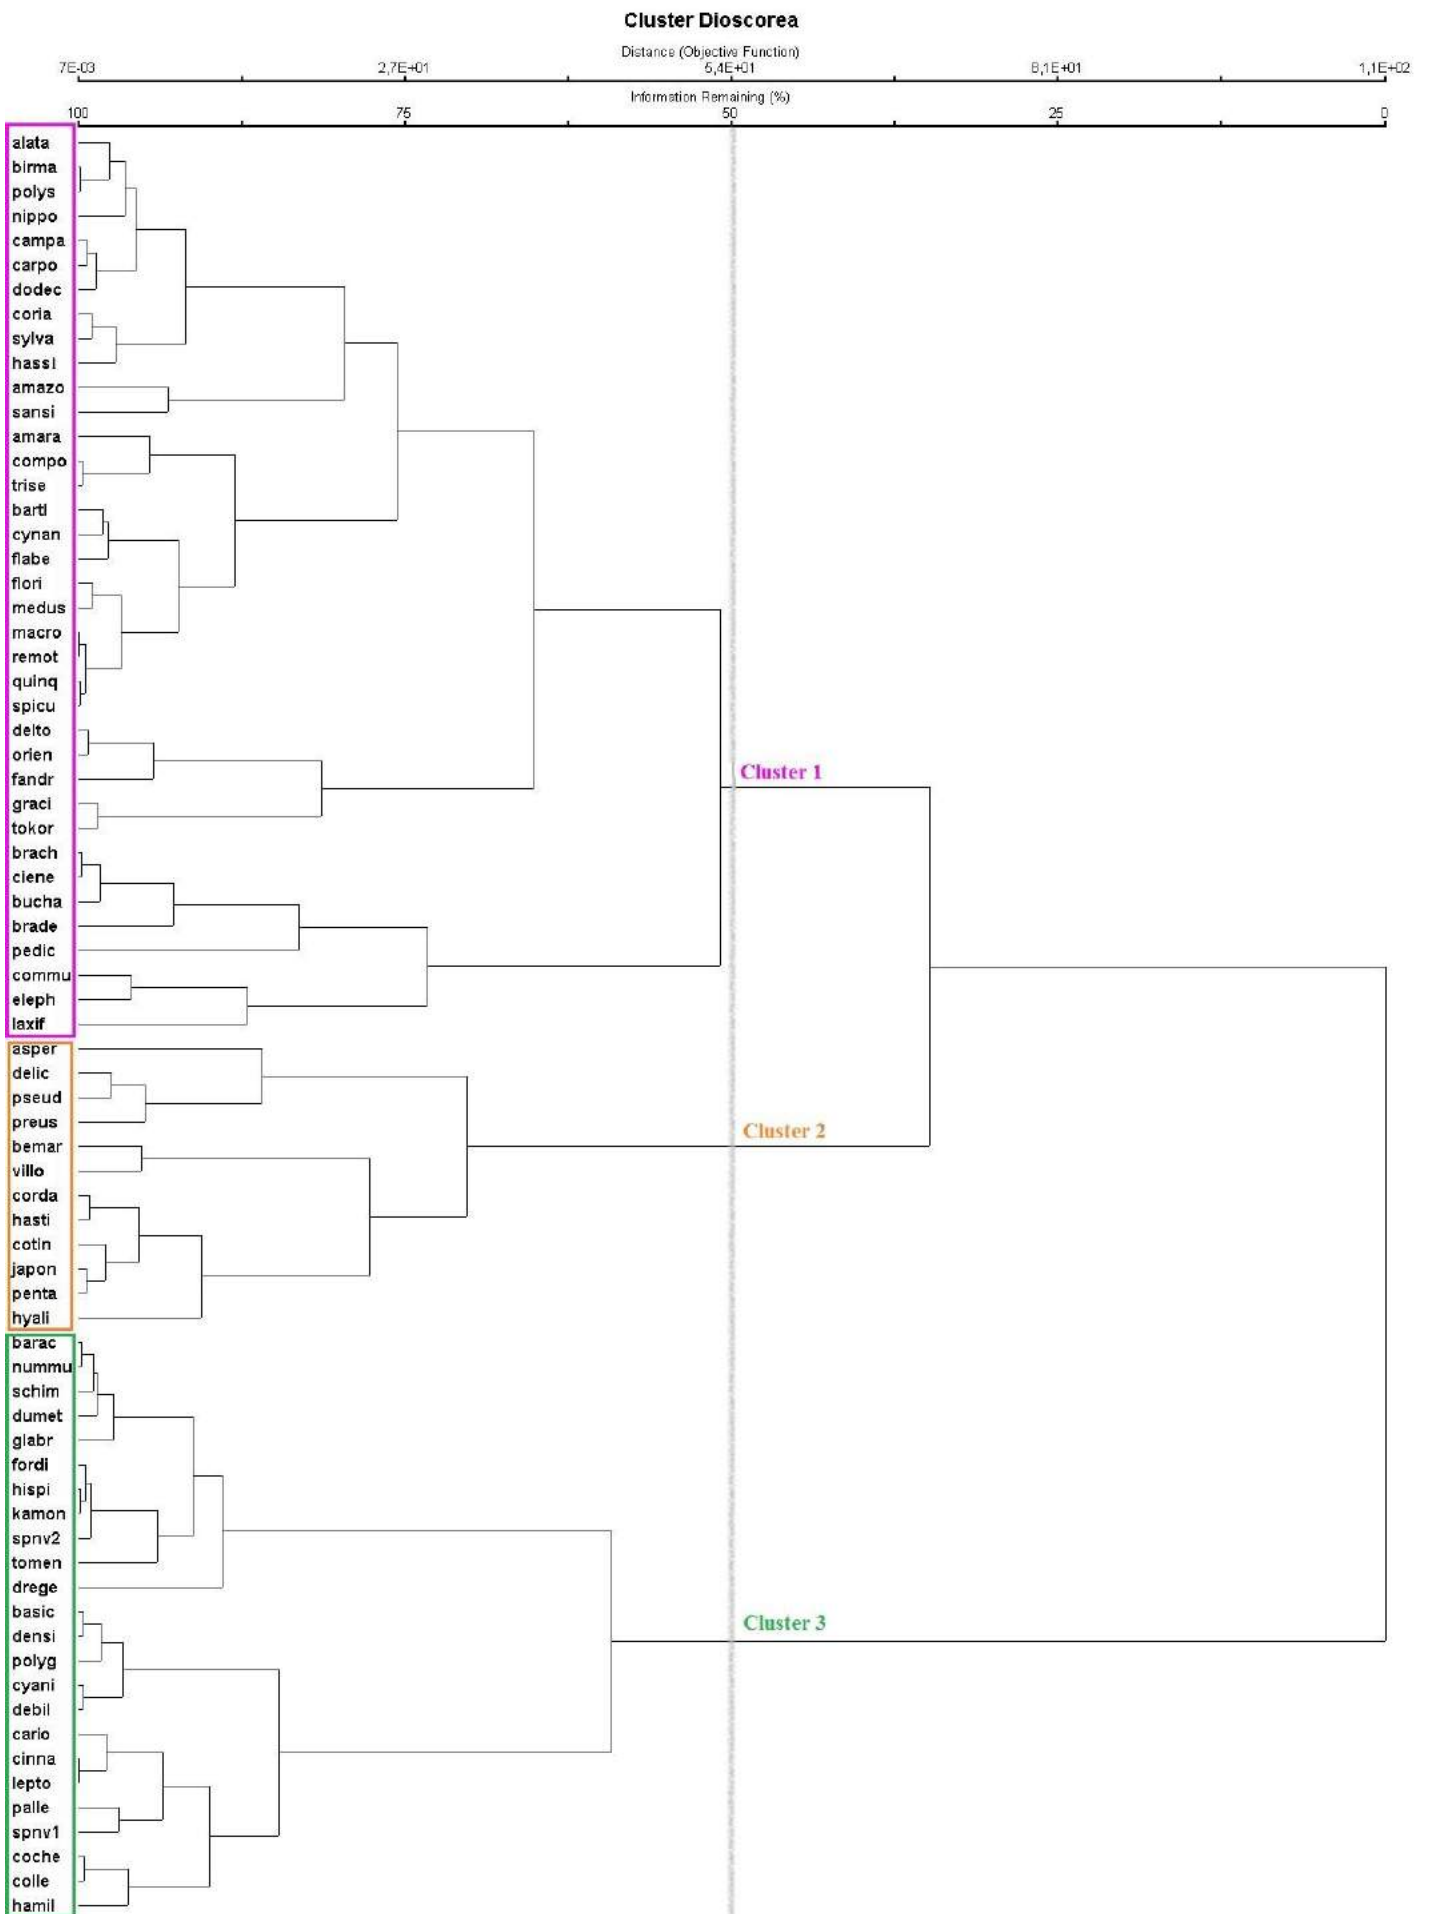 Cluster Dioscorea
Distance (Objective Function)
7E-03 2,7E+01 5,4E+01 8,1E+01 1,1E+02
Information Remaining (%)
100 75 50 25 0
alata
birma
polys
nippo
campa
carpo
dodec
coria
sylva
hassl
amazo
sansi
amara
compo
trise
bartl
cynan
flabe
flori
medus
macro
remot
quinq
spicu
delto
orien
Cluster 1
fandr
graci
tokor
brach
ciene
bucha
brade
pedic
commu
eleph
laxif
asper
delic
pseud
preus
Cluster 2
bemar
villo
corda
hasti
cotin
japon
penta
hyali
barac
nummu
schim
dumet
glabr
fordi
hispi
kamon
spnv2
tomen
drege
basic
Cluster 3
densi
polyg
cyani
debil
cario
cinna
lepto
palle
spnv1
coche
colle
hamil